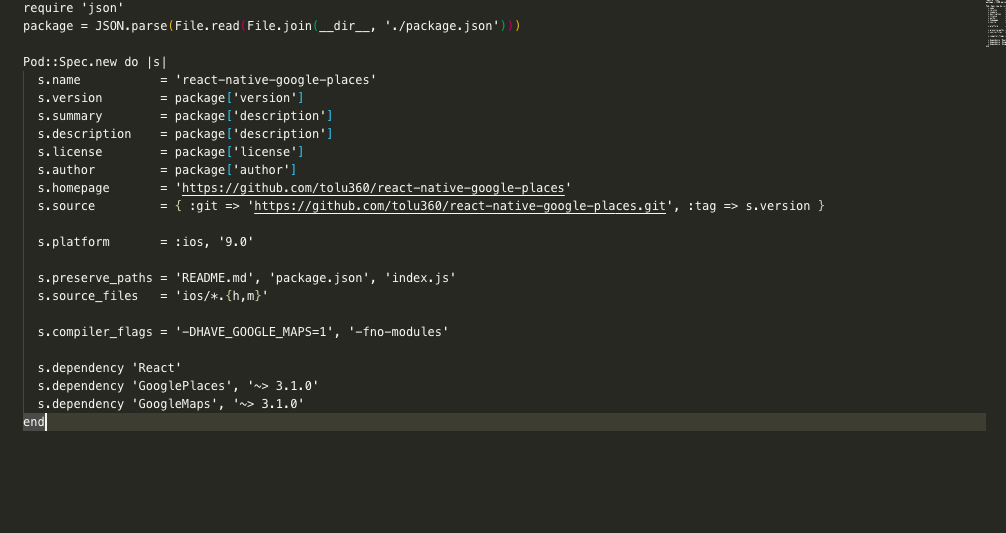 require 'json'
package = JSON.parse(File.read(File.join(__dir__, './package.json')))

Pod::Spec.new do |s|
  s.name           = 'react-native-google-places'
  s.version        = package['version']
  s.summary        = package['description']
  s.description    = package['description']
  s.license        = package['license']
  s.author         = package['author']
  s.homepage       = 'https://github.com/tolu360/react-native-google-places'
  s.source         = { :git => 'https://github.com/tolu360/react-native-google-places.git', :tag => s.version }

  s.platform       = :ios, '9.0'

  s.preserve_paths = 'README.md', 'package.json', 'index.js'
  s.source_files   = 'ios/*.{h,m}'

  s.compiler_flags = '-DHAVE_GOOGLE_MAPS=1', '-fno-modules'

  s.dependency 'React'
  s.dependency 'GooglePlaces', '~> 3.1.0'
  s.dependency 'GoogleMaps', '~> 3.1.0'
end